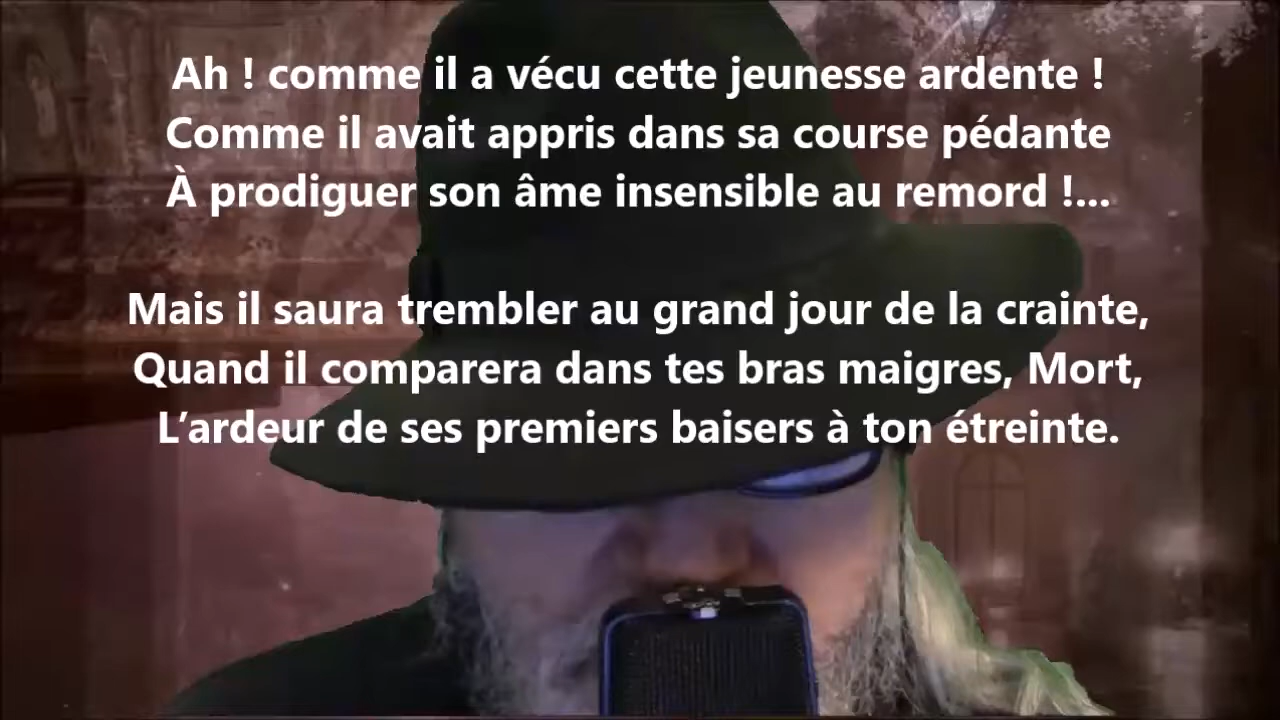 Ah ! comme il a vécu cette jeunesse ardente !
Comme il avait appris dans sa course pédante
À prodiguer son âme insensible au remord !...
Mais il saura trembler au grand jour de la crainte,
Quand il comparera dans tes bras maigres, Mort,
L’ardeur de ses premiers baisers à ton étreinte.